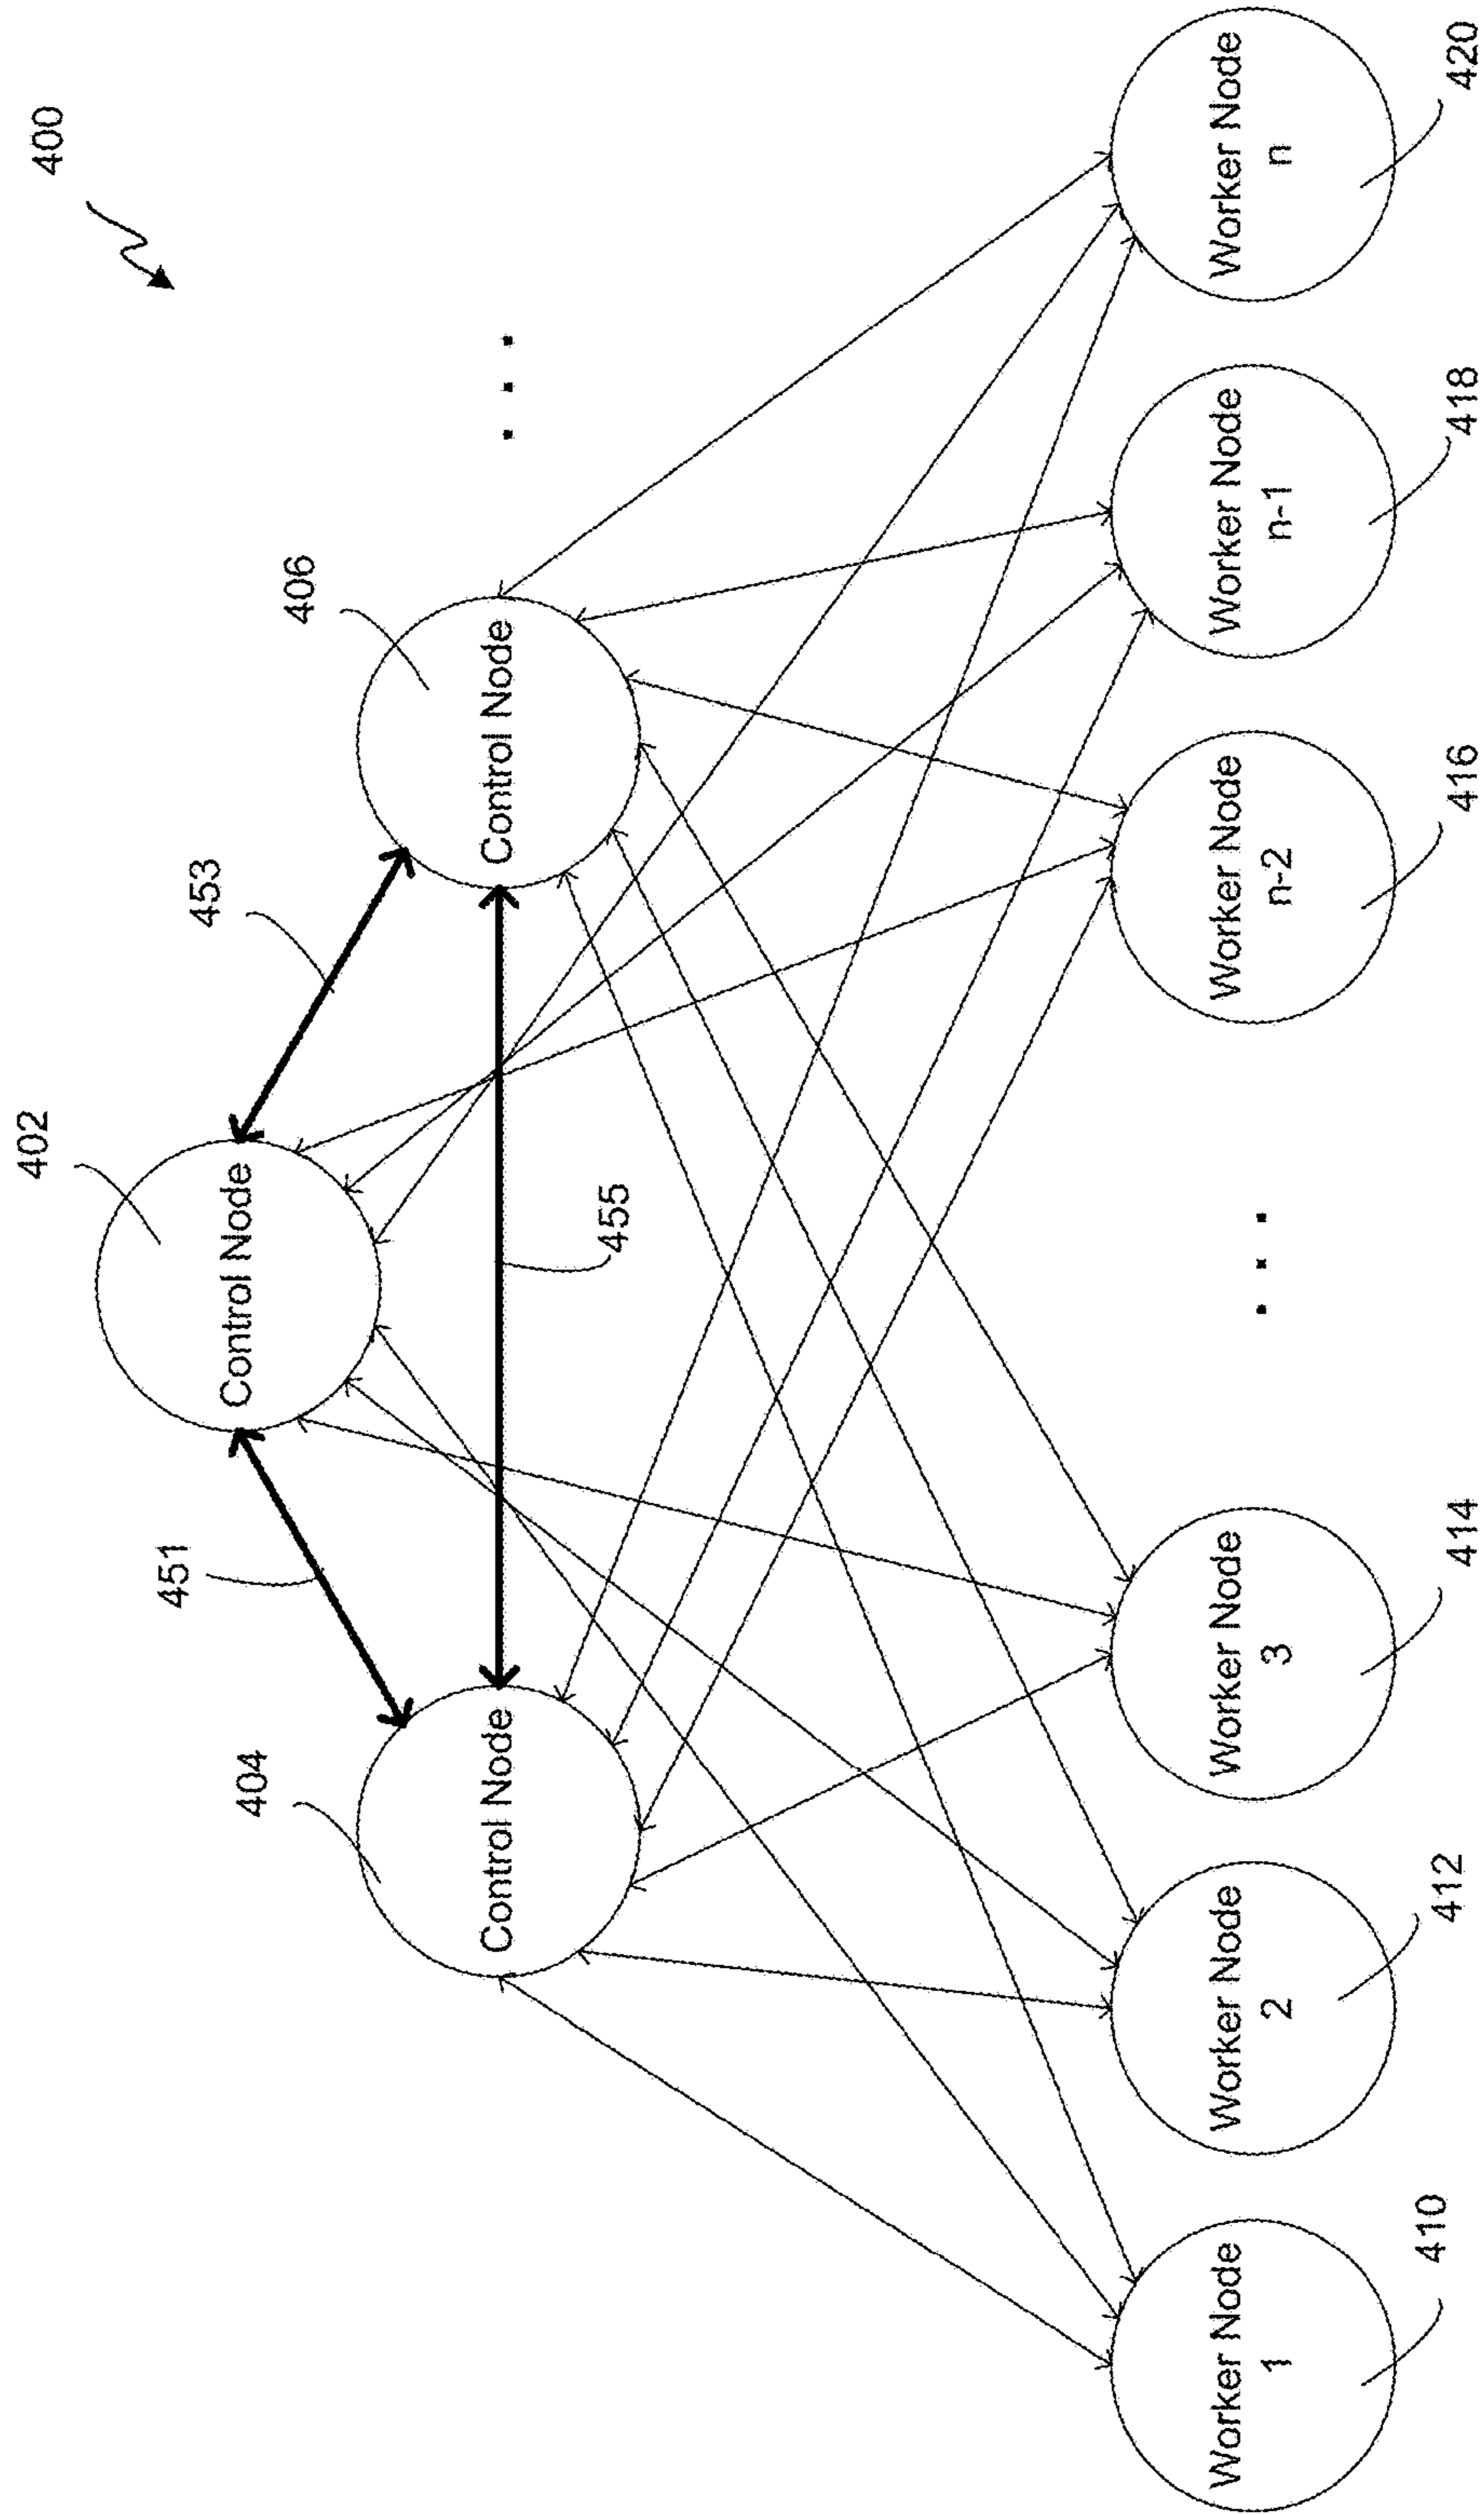 400
402
451
453
404
406
Control Node
Control Node
Control Node
455
. . .
Worker Node
1
Worker Node
2
Worker Node
3
. . .
Worker Node
n-2
Worker Node
n-1
Worker Node
n
410
412
414
416
418
420